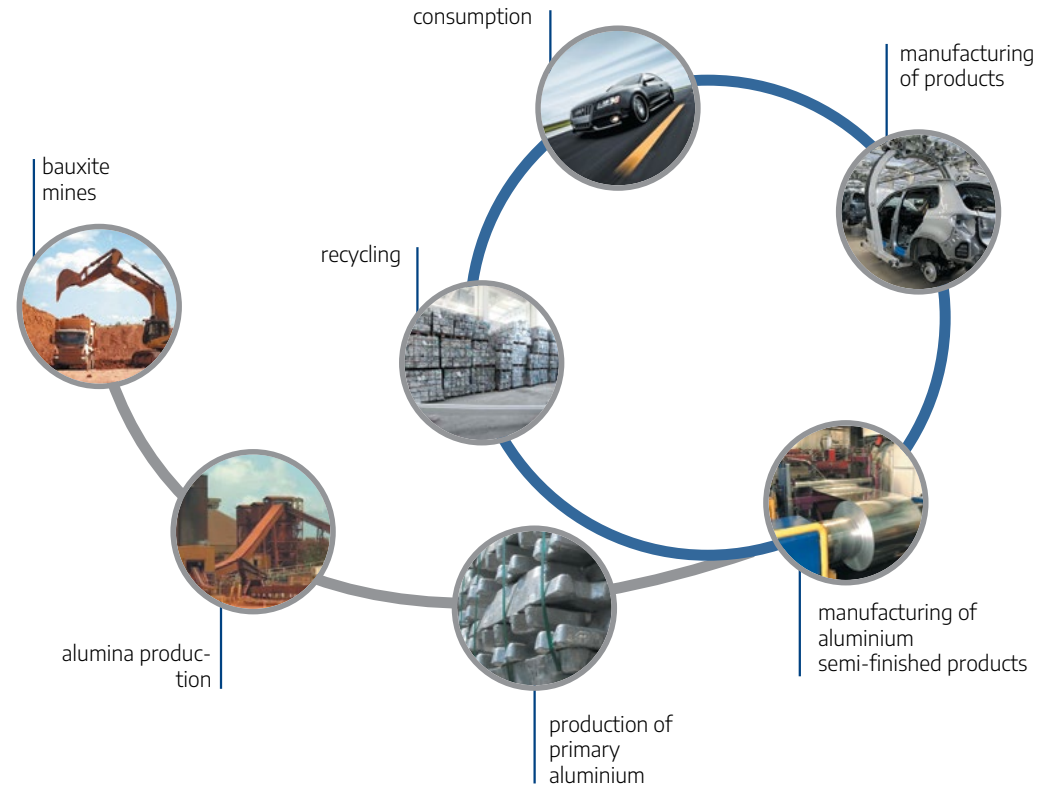 consumption
manufacturing
of products
bauxite
mines
recycling
alumina produc-
tion
manufacturing of
aluminium
semi-finished products
production of
primary
aluminium